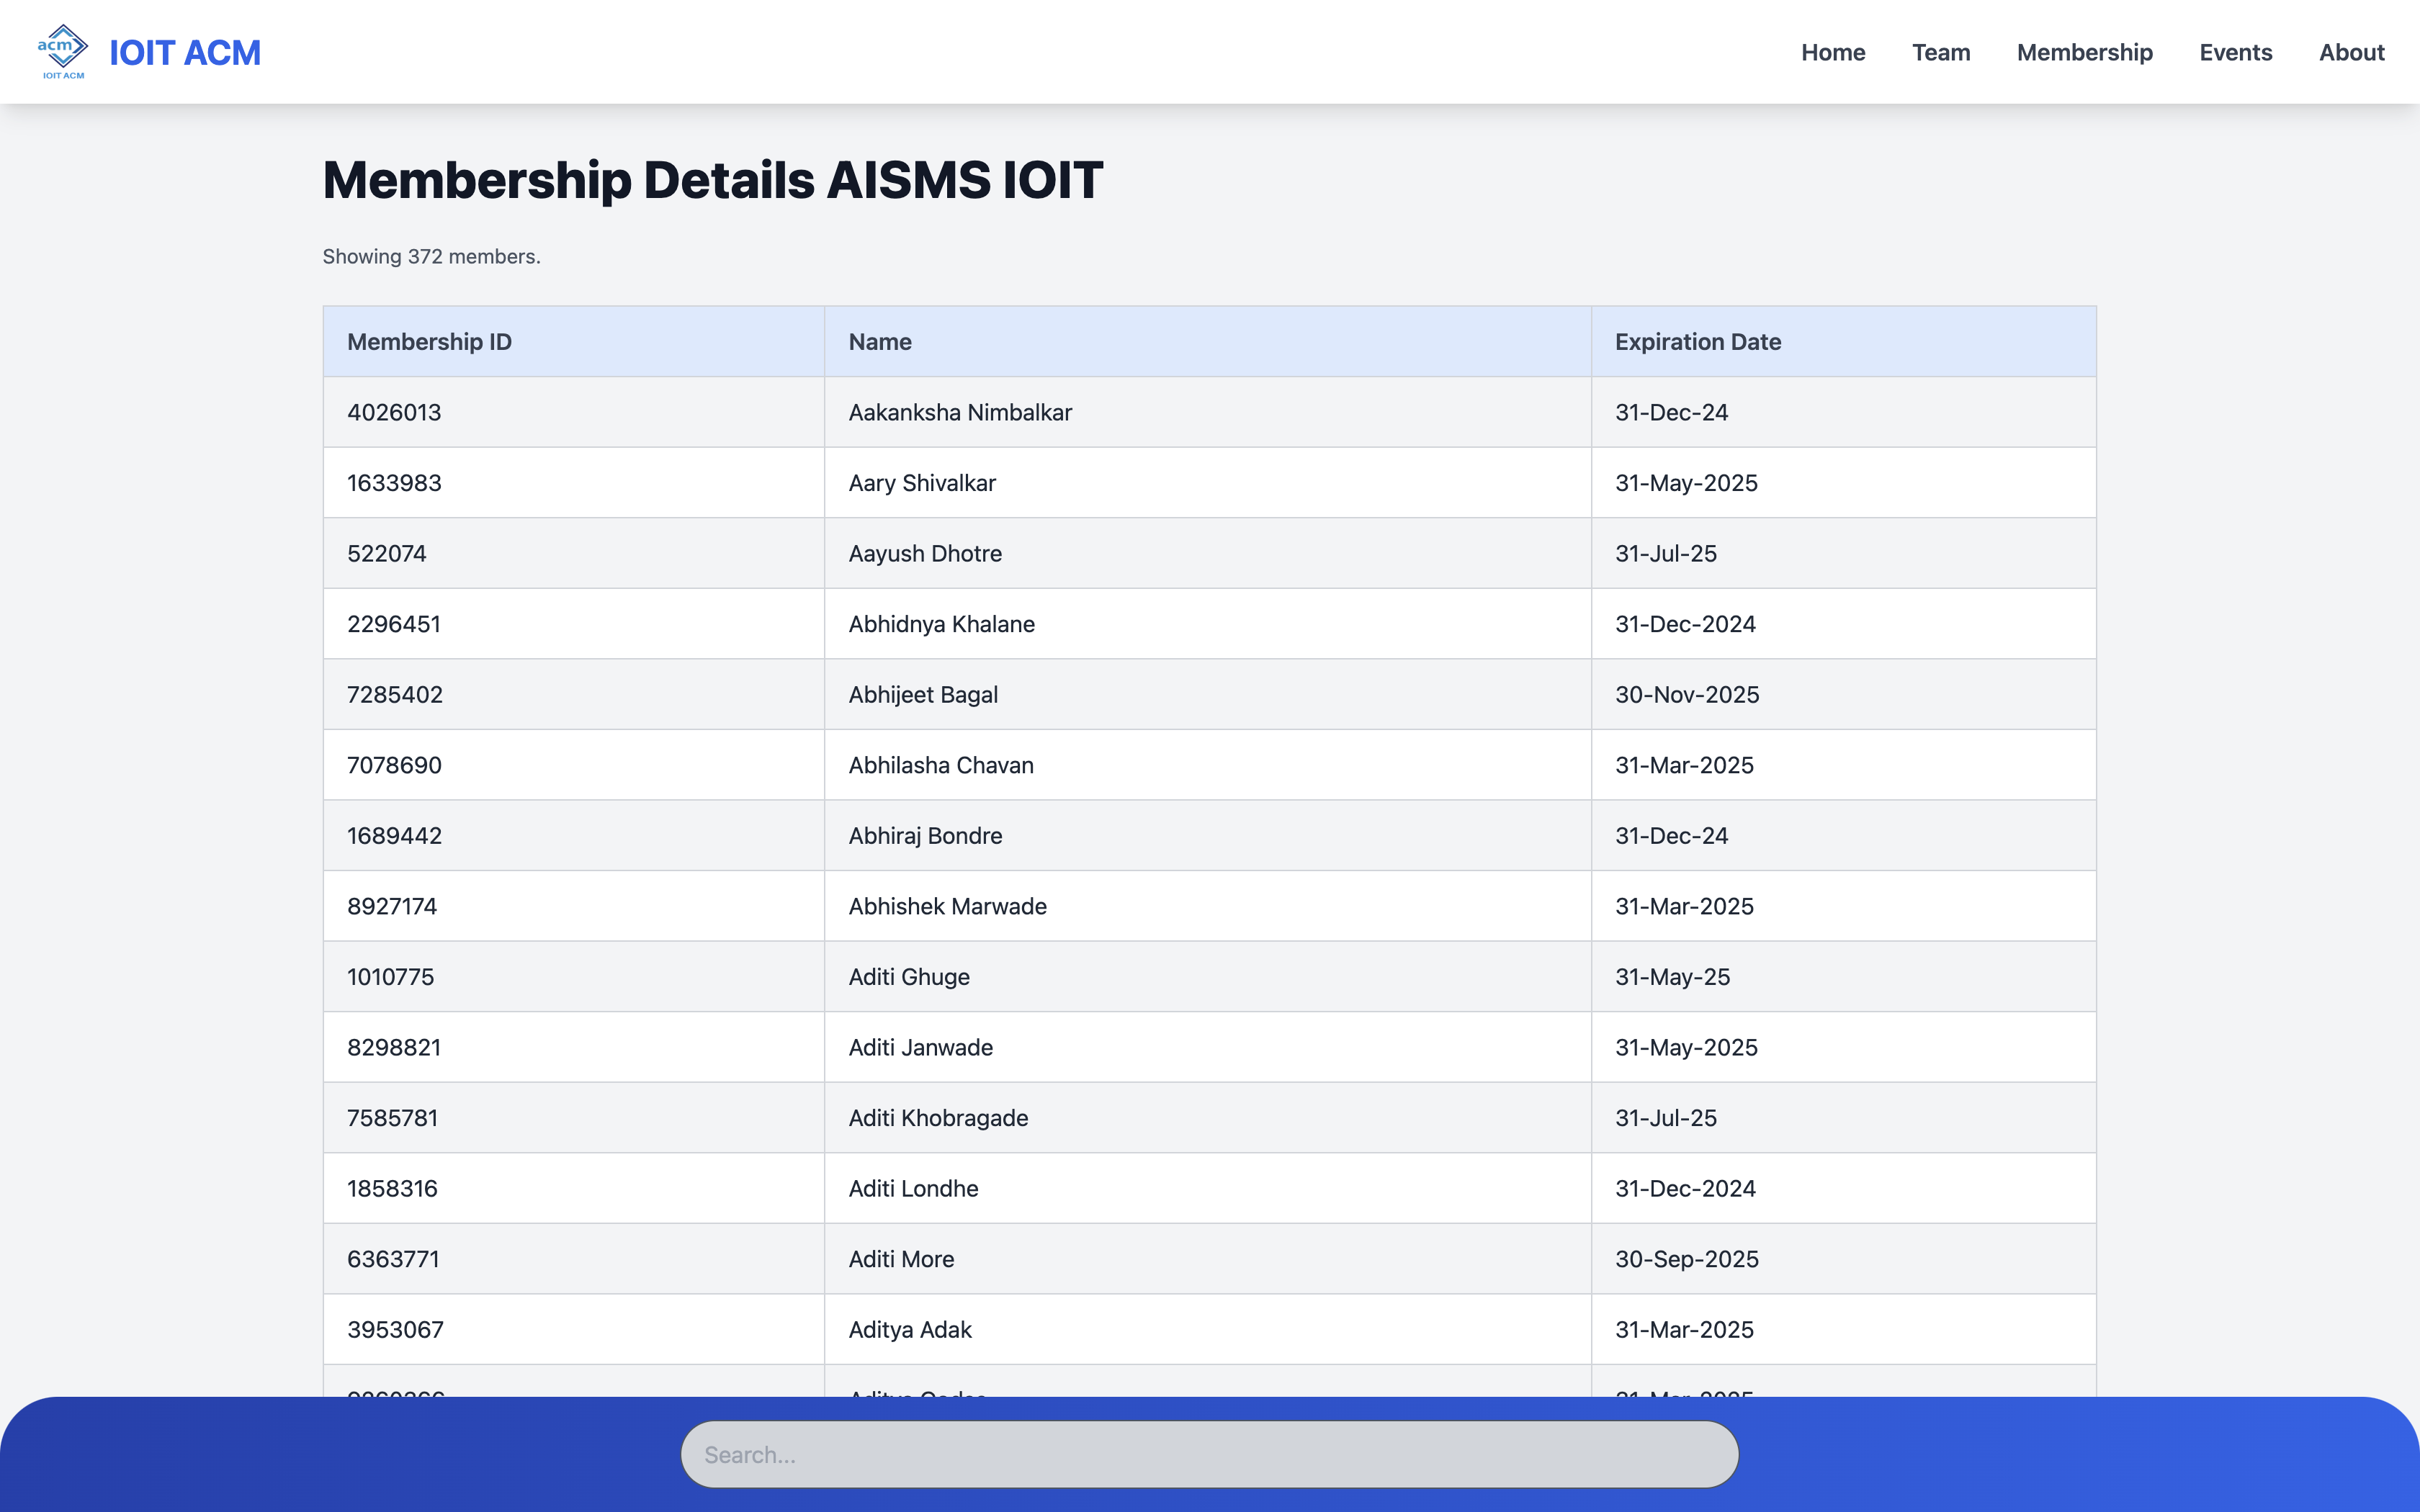 acm
IOIT ACM
IOIT ACM
Home Team Membership Events About
Membership Details AISMS IOIT
Showing 372 members.
Membership ID Name Expiration Date
4026013 Aakanksha Nimbalkar 31-Dec-24
1633983 Aary Shivalkar 31-May-2025
522074 Aayush Dhotre 31-Jul-25
2296451 Abhidnya Khalane 31-Dec-2024
7285402 Abhijeet Bagal 30-Nov-2025
7078690 Abhilasha Chavan 31-Mar-2025
1689442 Abhiraj Bondre 31-Dec-24
8927174 Abhishek Marwade 31-Mar-2025
1010775 Aditi Ghuge 31-May-25
8298821 Aditi Janwade 31-May-2025
7585781 Aditi Khobragade 31-Jul-25
1858316 Aditi Londhe 31-Dec-2024
6363771 Aditi More 30-Sep-2025
3953067 Aditya Adak 31-Mar-2025
Aditya 31-Mar-2025
Search...